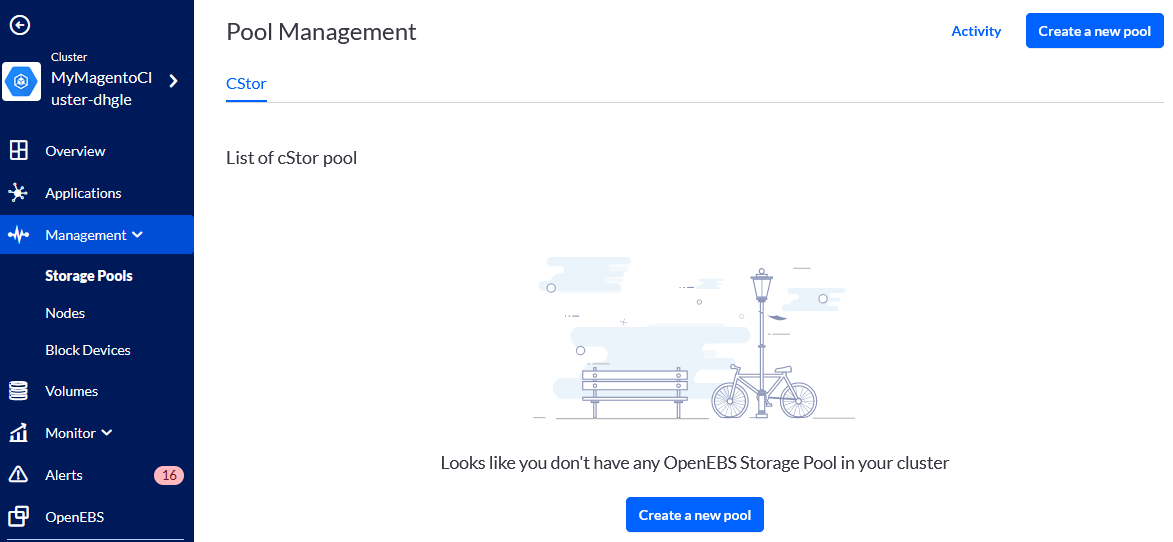 Cluster
MyMagentoCl
uster-dhgle
Overview
Applications
Management
Storage Pools
Nodes
Block Devices
Volumes
Monitor
Alerts
16
OpenEBS
Pool Management
Activity
Create a new pool
CStor
List of cStor pool
Looks like you don't have any OpenEBS Storage Pool in your cluster
Create a new pool